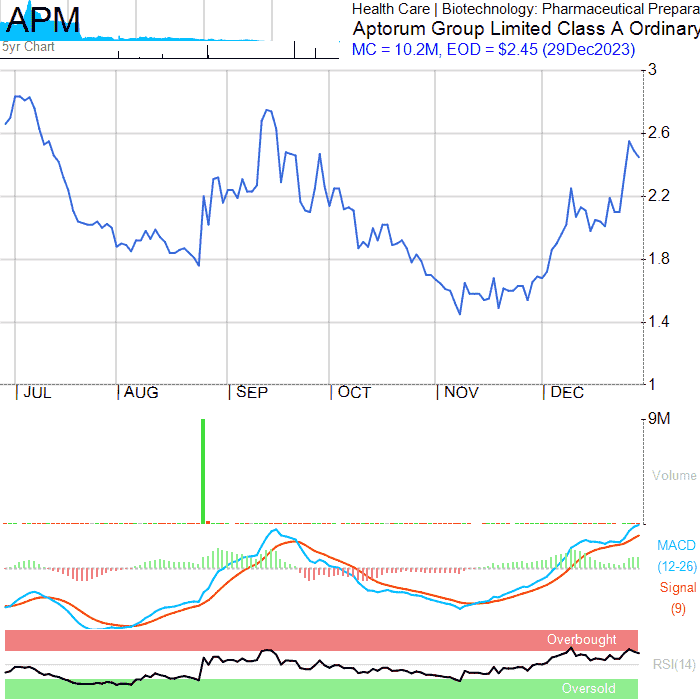 APM
5yr Chart
Health Care | Biotechnology: Pharmaceutical Prepara
Aptorum Group Limited Class A Ordinary
MC = 10.2M, EOD = $2.45 (29Dec2023)
3
2.6
2.2
1.8
1.4
1
JUL AUG SEP OCT NOV DEC
9M
Volume
MACD
(12-26)
Signal
(9)
Overbought
RSI(14)
Oversold